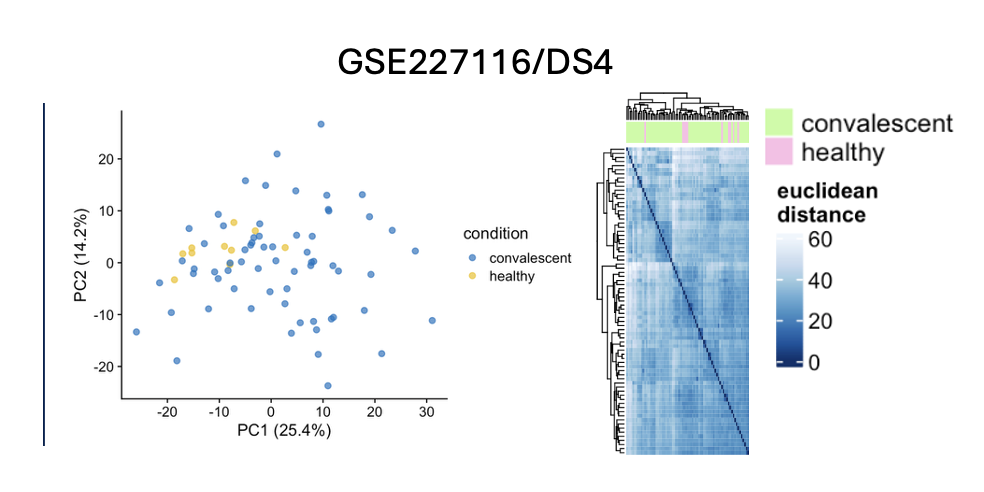 GSE227116/DS4
20
10
0
-10
-20
PC2 (14.2%)
-20 -10 0 10 20 30
PC1 (25.4%)
condition
convalescent
healthy
convalescent
healthy
euclidean
distance
60
40
20
0